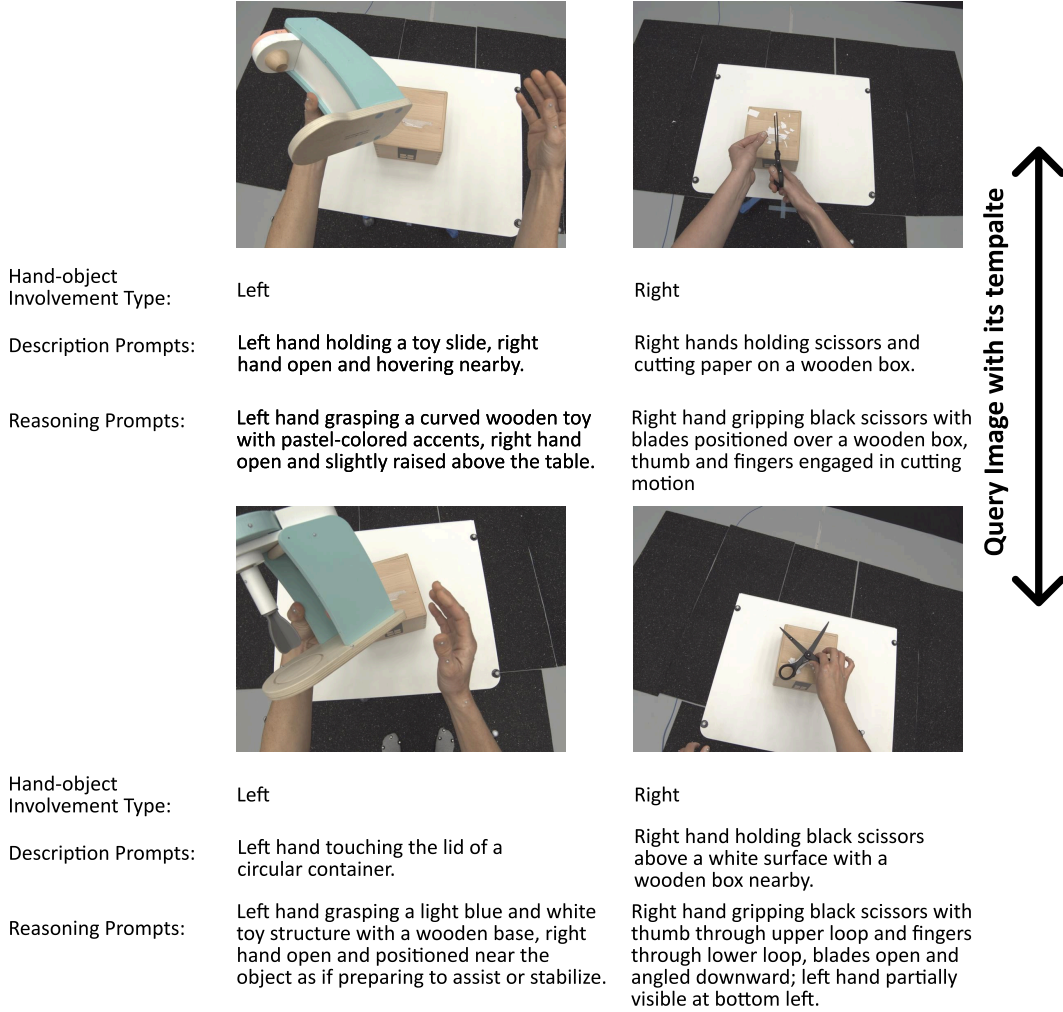 Hand-object
Involvement Type:
Left
Right
Description Prompts:
Left hand holding a toy slide, right
hand open and hovering nearby.
Right hands holding scissors and
cutting paper on a wooden box.
Reasoning Prompts:
Left hand grasping a curved wooden toy
with pastel-colored accents, right hand
open and slightly raised above the table.
Right hand gripping black scissors with
blades positioned over a wooden box,
thumb and fingers engaged in cutting
motion
Query Image with its tempalte
Hand-object
Involvement Type:
Left
Right
Description Prompts:
Left hand touching the lid of a
circular container.
Right hand holding black scissors
above a white surface with a
wooden box nearby.
Reasoning Prompts:
Left hand grasping a light blue and white
toy structure with a wooden base, right
hand open and positioned near the
object as if preparing to assist or stabilize.
Right hand gripping black scissors with
thumb through upper loop and fingers
through lower loop, blades open and
angled downward; left hand partially
visible at bottom left.